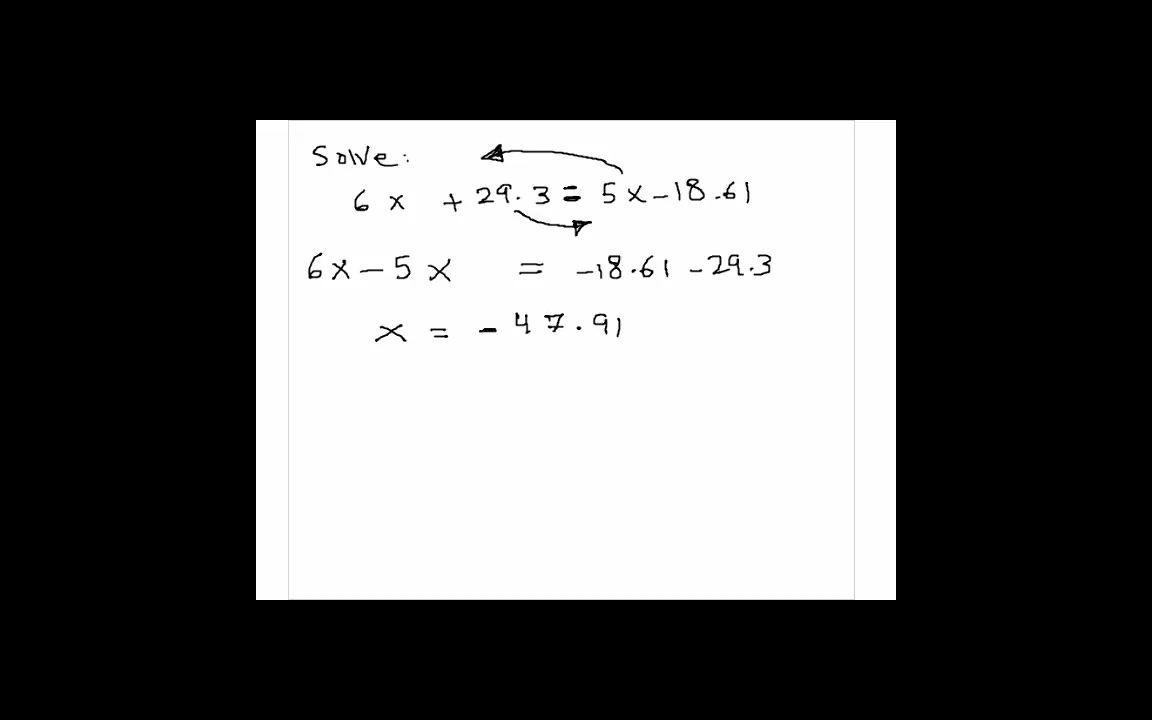 Solve:
6x + 29.3 = 5x - 18.61
6x - 5x = -18.61 - 29.3
x = - 47.91